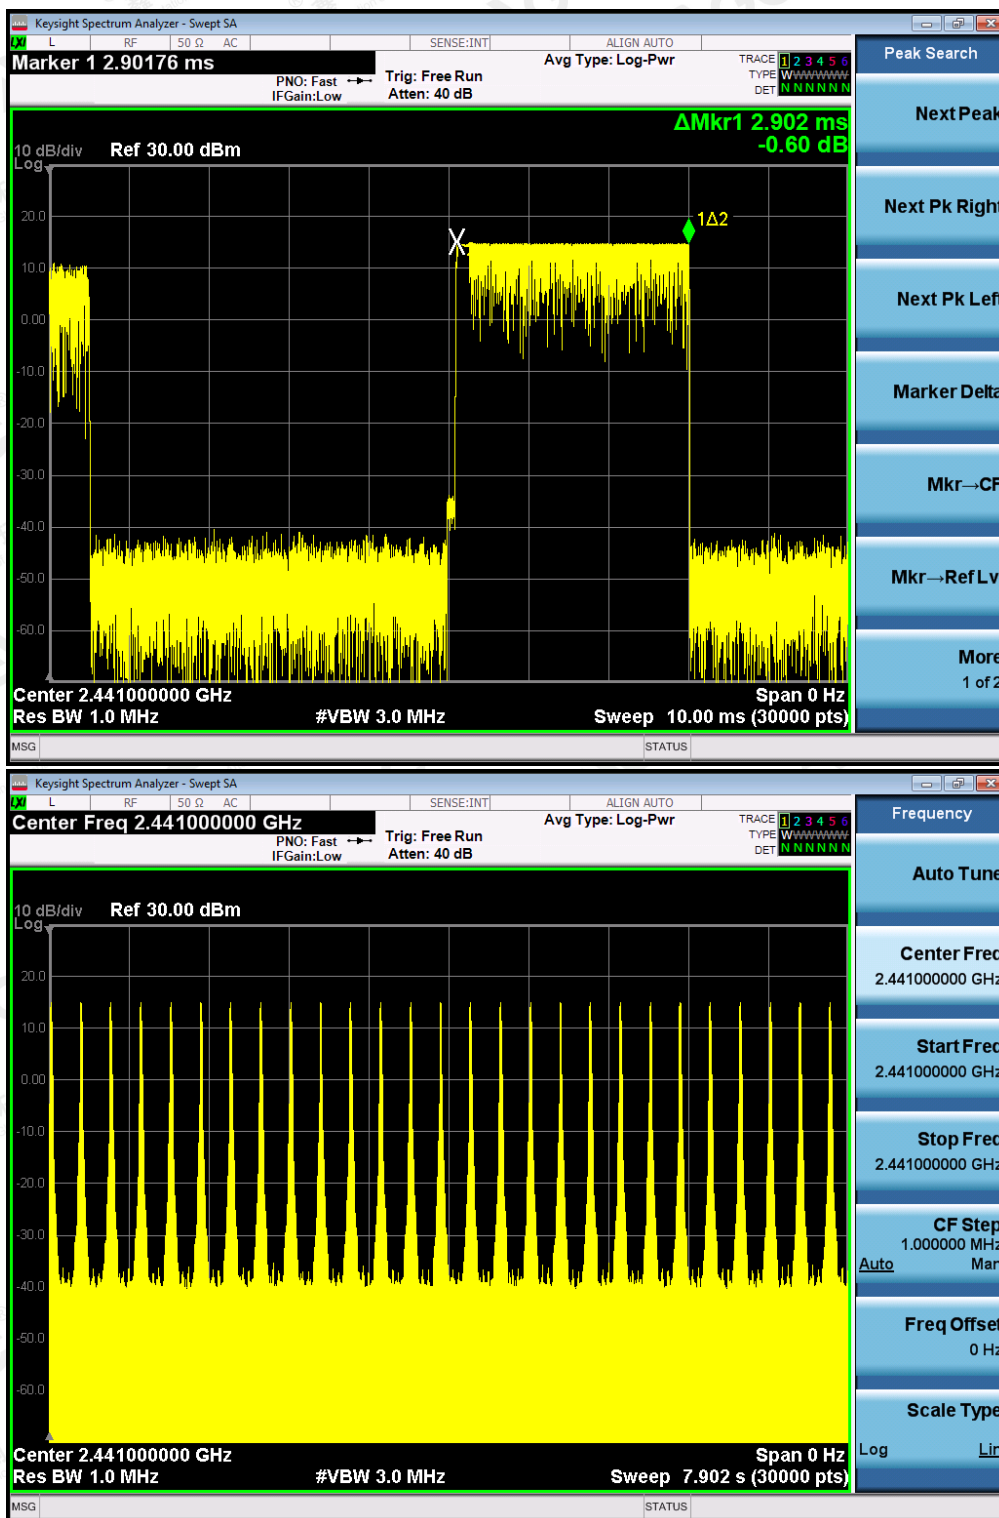 Keysight Spectrum Analyzer - Swept SA
LXI L RF 50 Ω AC SENSE:INT ALIGN AUTO
Marker 1 2.90176 ms
PNO: Fast
IFGain:Low
Trig: Free Run
Atten: 40 dB
Avg Type: Log-Pwr
TRACE 1 2 3 4 5 6
TYPE W
DET N N N N N N
ΔMkr1 2.902 ms
-0.60 dB
10 dB/div
Log
Ref 30.00 dBm
20.0
10.0
0.00
-10.0
-20.0
-30.0
-40.0
-50.0
-60.0
X
1Δ2
Center 2.441000000 GHz
Span 0 Hz
Res BW 1.0 MHz
#VBW 3.0 MHz
Sweep 10.00 ms (30000 pts)
MSG
STATUS
Peak Search
Next Peak
Next Pk Right
Next Pk Left
Marker Delta
Mkr→CF
Mkr→Ref Lv
More
1 of 2
Keysight Spectrum Analyzer - Swept SA
LXI L RF 50 Ω AC SENSE:INT ALIGN AUTO
Center Freq 2.441000000 GHz
PNO: Fast
IFGain:Low
Trig: Free Run
Atten: 40 dB
Avg Type: Log-Pwr
TRACE 1 2 3 4 5 6
TYPE W
DET N N N N N N
10 dB/div
Log
Ref 30.00 dBm
20.0
10.0
0.00
-10.0
-20.0
-30.0
-40.0
-50.0
-60.0
Center 2.441000000 GHz
Span 0 Hz
Res BW 1.0 MHz
#VBW 3.0 MHz
Sweep 7.902 s (30000 pts)
MSG
STATUS
Frequency
Auto Tune
Center Freq
2.441000000 GHz
Start Freq
2.441000000 GHz
Stop Freq
2.441000000 GHz
CF Step
1.000000 MHz
Auto Man
Freq Offset
0 Hz
Scale Type
Log Lin